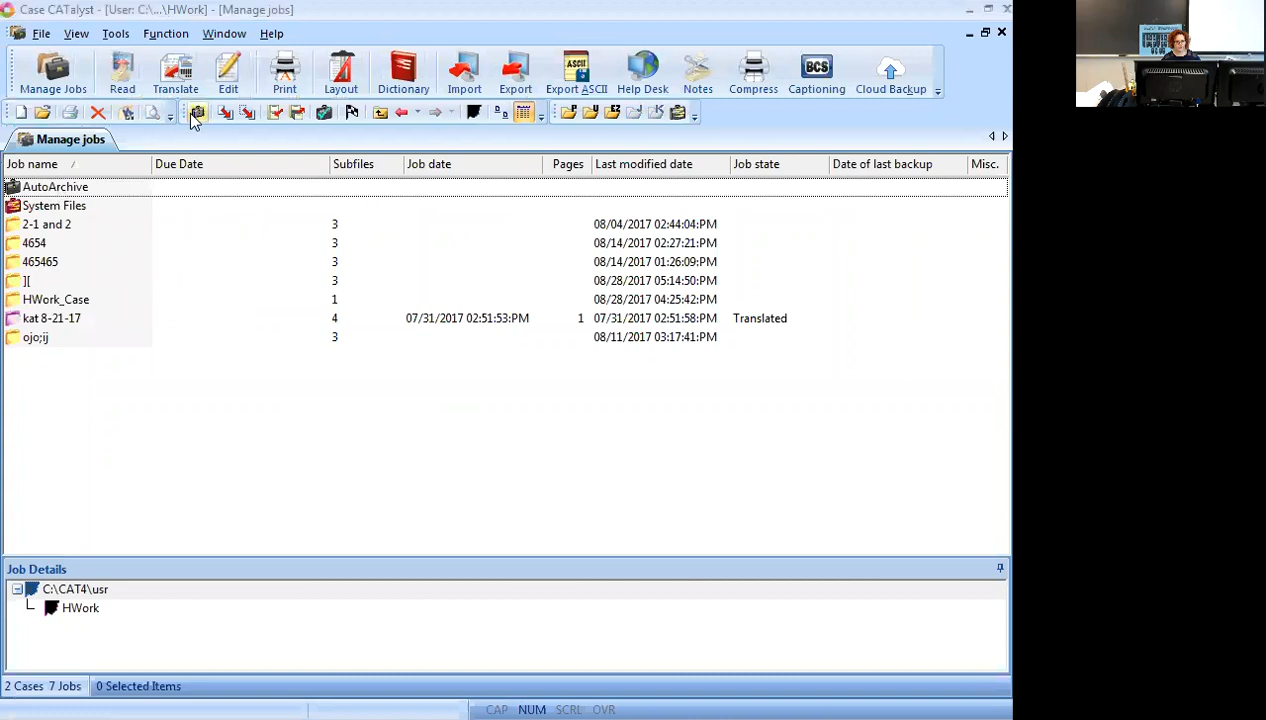 Case CATalyst - [User: C:\...\HWork] - [Manage jobs]
File View Tools Function Window Help
Manage Jobs Read Translate Edit Print Layout Dictionary Import Export Export ASCII Help Desk Notes Compress Captioning Cloud Backup
ASCII BCS
Manage jobs
Job name Due Date Subfiles Job date Pages Last modified date Job state Date of last backup Misc.
AutoArchive
System Files
2-1 and 2 3 08/04/2017 02:44:04:PM
4654 3 08/14/2017 02:27:21:PM
465465 3 08/14/2017 01:26:09:PM
][ 3 08/28/2017 05:14:50:PM
HWork_Case 1 08/28/2017 04:25:42:PM
kat 8-21-17 4 07/31/2017 02:51:53:PM 1 07/31/2017 02:51:58:PM Translated
ojo;ij 3 08/11/2017 03:17:41:PM
Job Details
C:\CAT4\usr
HWork
2 Cases 7 Jobs 0 Selected Items
CAP NUM SCRL OVR